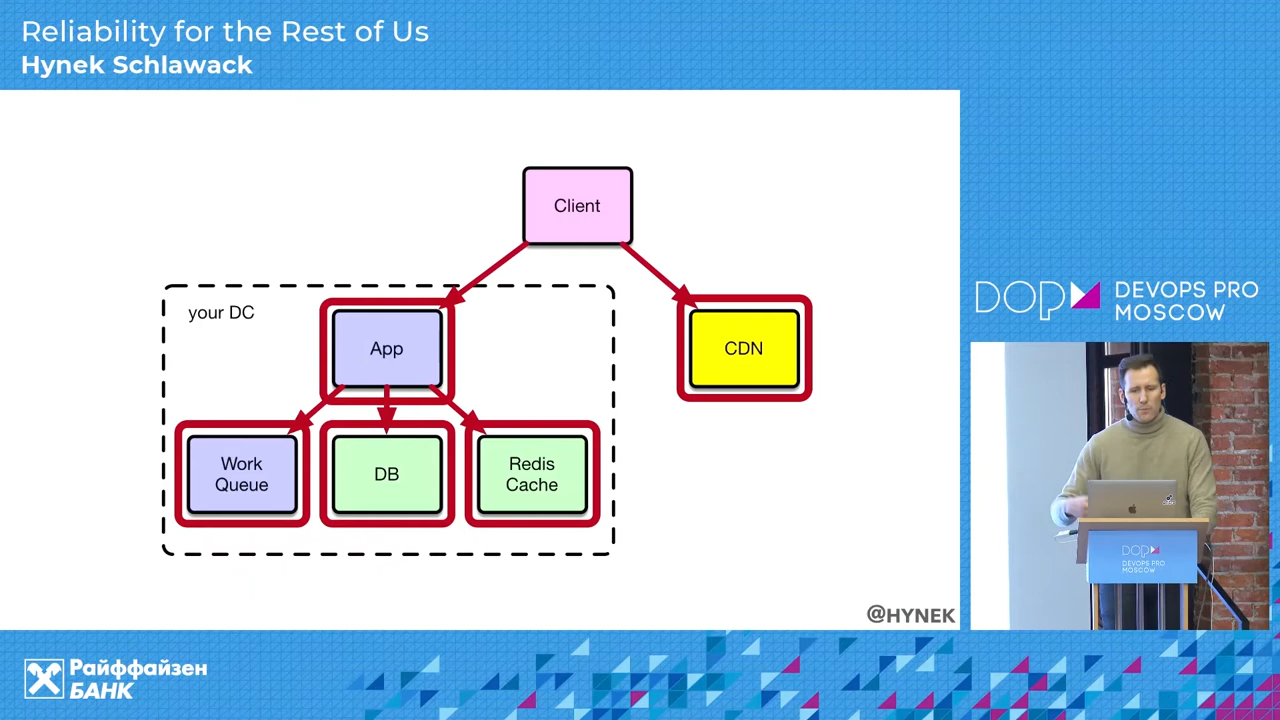 Reliability for the Rest of Us
Hynek Schlawack
Client
your DC
App
CDN
Work
Queue
DB
Redis
Cache
@HYNEK
DOP
DEVOPS PRO
MOSCOW
DOP
DEVOPS PRO
MOSCOW
Райффайзен
БАНК